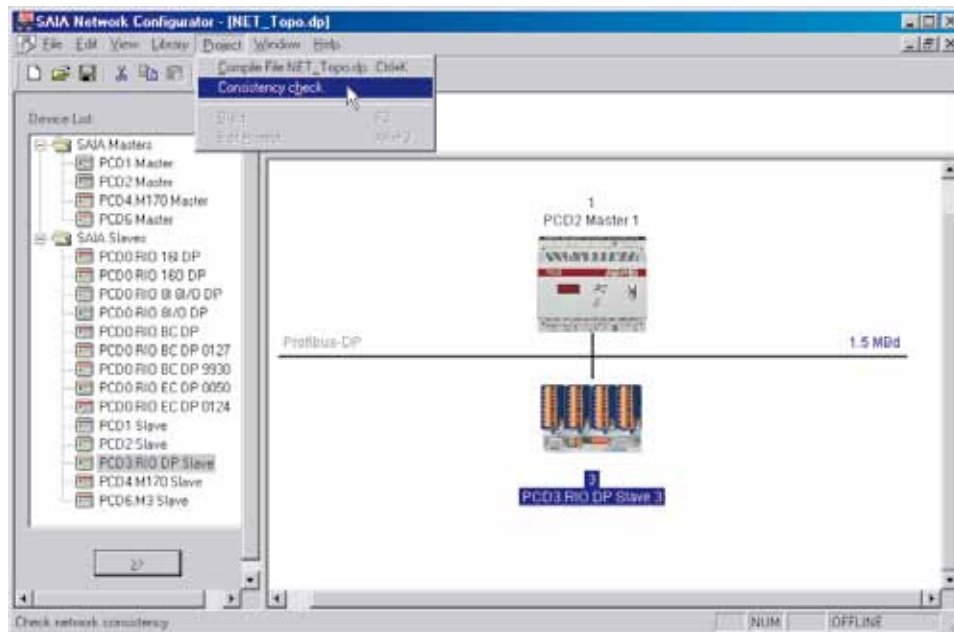 SAIA Network Configurator - [NET_Topo.dp]
File Edit View Library Project Window Help
Compile File NET_Topo.dp Ctrl+K
Consistency check
Device List:
SAIA Masters
PCD1 Master
PCD2 Master
PCD4.M170 Master
PCD6 Master
SAIA Slaves
PCD0 RIO 16I DP
PCD0 RIO 16O DP
PCD0 RIO 8I 8I/O DP
PCD0 RIO 8I/O DP
PCD0 RIO BC DP
PCD0 RIO BC DP 0127
PCD0 RIO BC DP 9930
PCD0 RIO EC DP 0050
PCD0 RIO EC DP 0124
PCD1 Slave
PCD2 Slave
PCD3.RIO DP Slave
PCD4.M170 Slave
PCD6.M3 Slave
>>
1
PCD2 Master 1
Profibus-DP
1.5 MBd
3
PCD3.RIO DP Slave 3
Check network consistency
NUM
OFFLINE